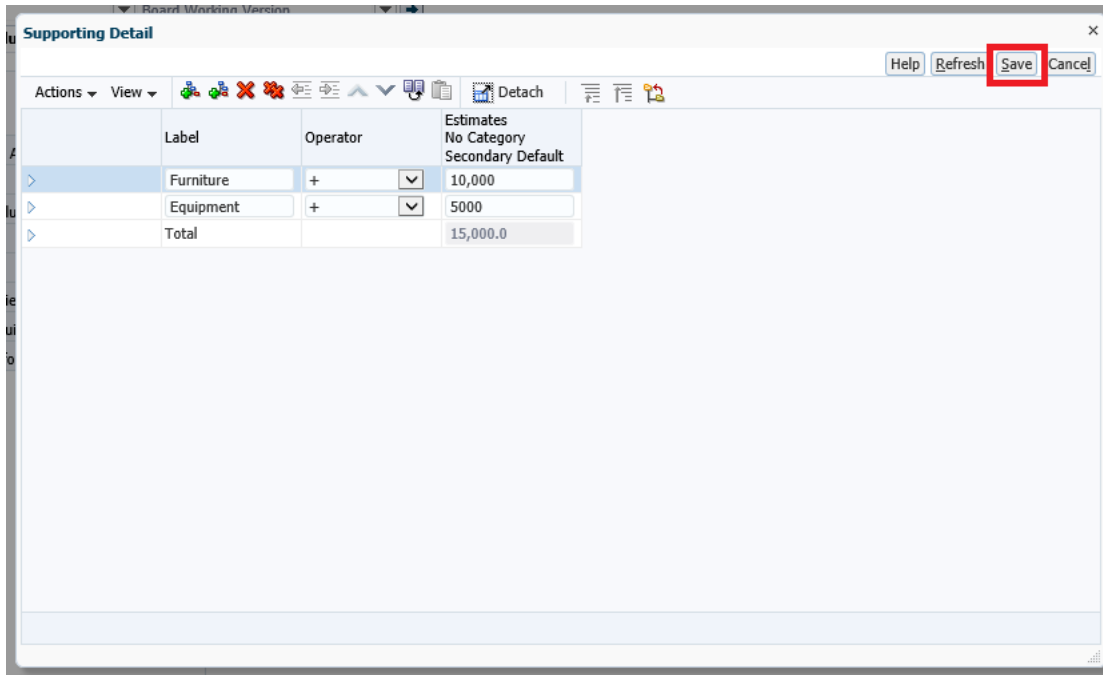 Board Working Version
Supporting Detail
Help Refresh Save Cancel
Actions View Detach
Label Operator Estimates
No Category
Secondary Default
Furniture + 10,000
Equipment + 5000
Total 15,000.0